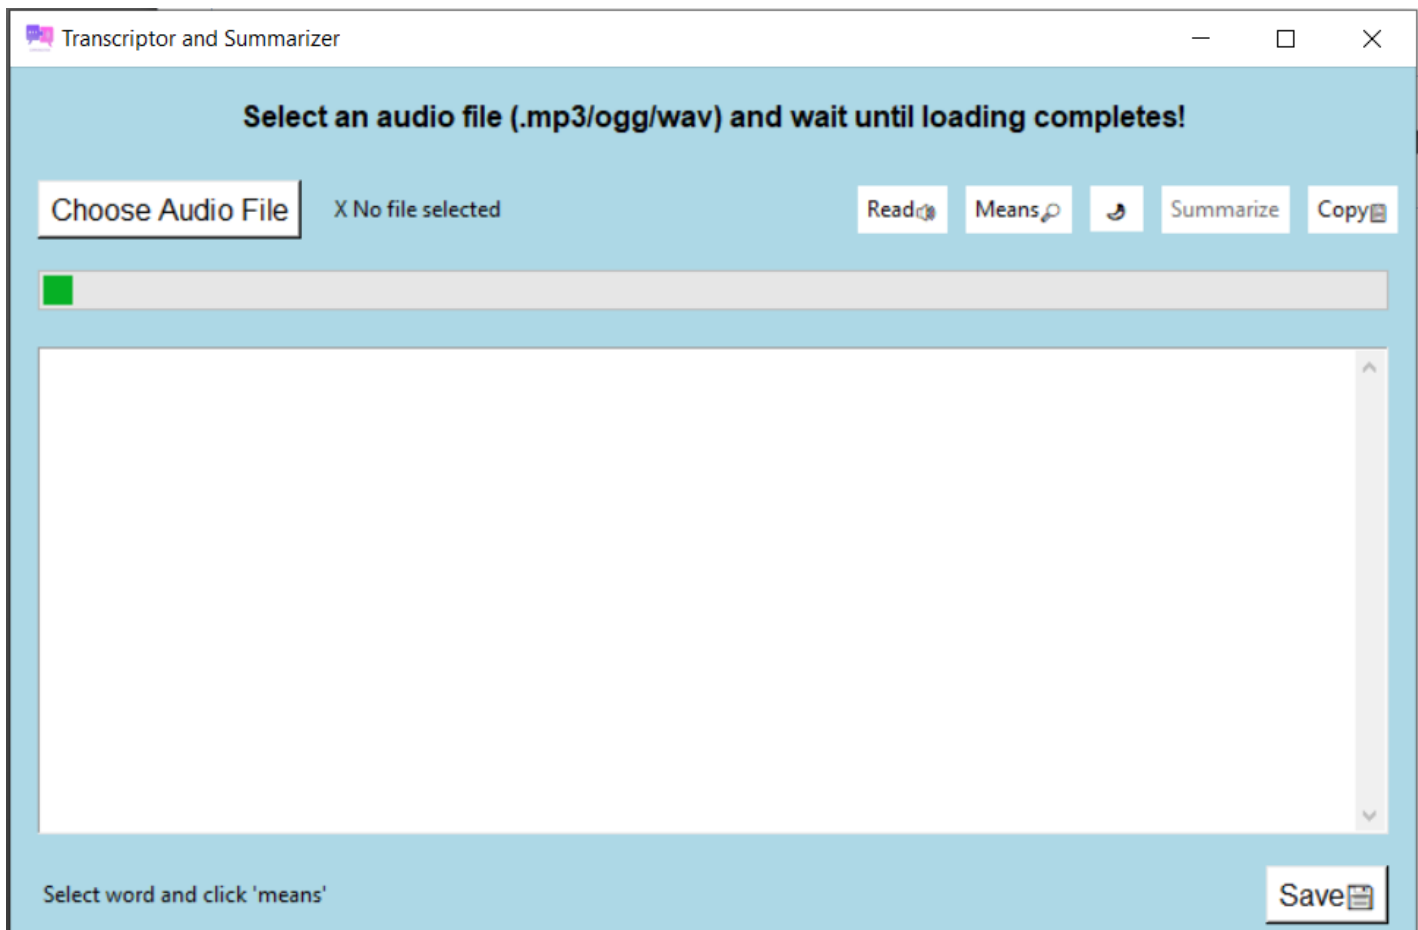 Transcriptor and Summarizer
Select an audio file (.mp3/ogg/wav) and wait until loading completes!
Choose Audio File X No file selected Read Means Summarize Copy
Select word and click 'means' Save